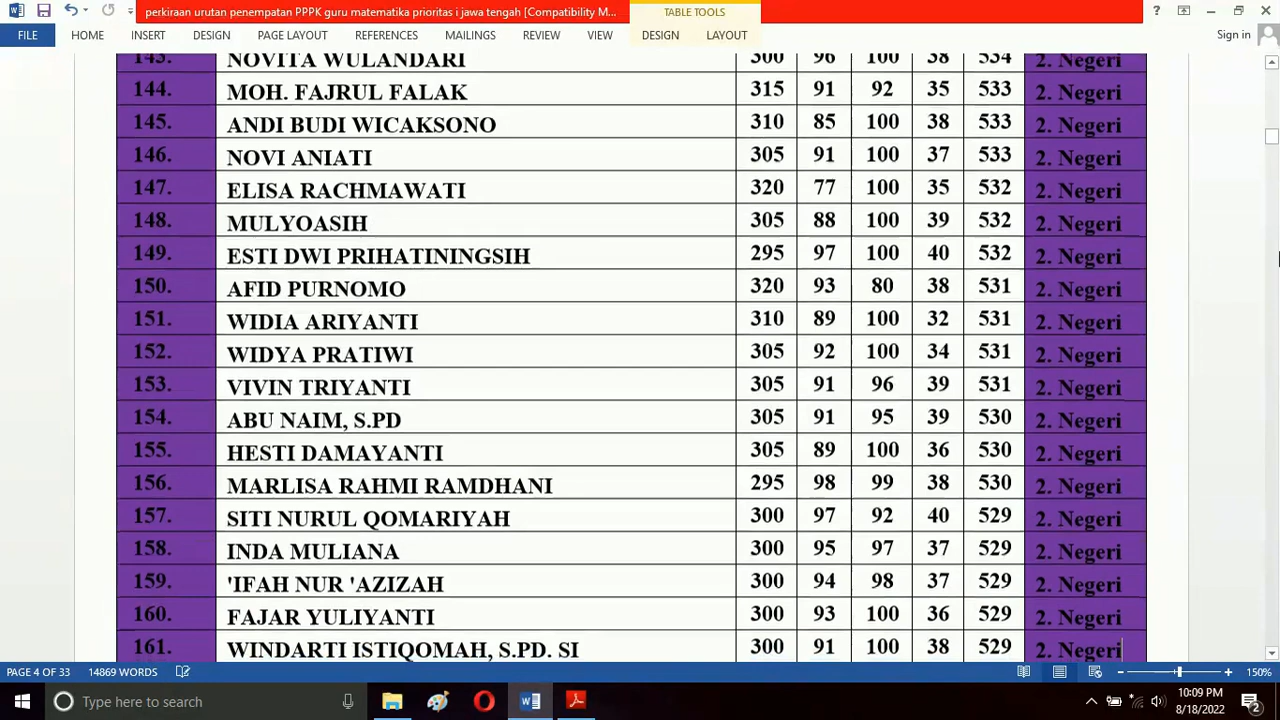 perkiraan urutan penempatan PPPK guru matematika prioritas i jawa tengah [Compatibility M...
TABLE TOOLS
?
FILE HOME INSERT DESIGN PAGE LAYOUT REFERENCES MAILINGS REVIEW VIEW DESIGN LAYOUT Sign in
143. NOVITA WULANDARI 300 96 100 38 534 2. Negeri
144. MOH. FAJRUL FALAK 315 91 92 35 533 2. Negeri
145. ANDI BUDI WICAKSONO 310 85 100 38 533 2. Negeri
146. NOVI ANIATI 305 91 100 37 533 2. Negeri
147. ELISA RACHMAWATI 320 77 100 35 532 2. Negeri
148. MULYOASIH 305 88 100 39 532 2. Negeri
149. ESTI DWI PRIHATININGSIH 295 97 100 40 532 2. Negeri
150. AFID PURNOMO 320 93 80 38 531 2. Negeri
151. WIDIA ARIYANTI 310 89 100 32 531 2. Negeri
152. WIDYA PRATIWI 305 92 100 34 531 2. Negeri
153. VIVIN TRIYANTI 305 91 96 39 531 2. Negeri
154. ABU NAIM, S.PD 305 91 95 39 530 2. Negeri
155. HESTI DAMAYANTI 305 89 100 36 530 2. Negeri
156. MARLISA RAHMI RAMDHANI 295 98 99 38 530 2. Negeri
157. SITI NURUL QOMARIYAH 300 97 92 40 529 2. Negeri
158. INDA MULIANA 300 95 97 37 529 2. Negeri
159. 'IFAH NUR 'AZIZAH 300 94 98 37 529 2. Negeri
160. FAJAR YULIYANTI 300 93 100 36 529 2. Negeri
161. WINDARTI ISTIQOMAH, S.PD. SI 300 91 100 38 529 2. Negeri
PAGE 4 OF 33 14869 WORDS 150%
Type here to search
10:09 PM
8/18/2022
2